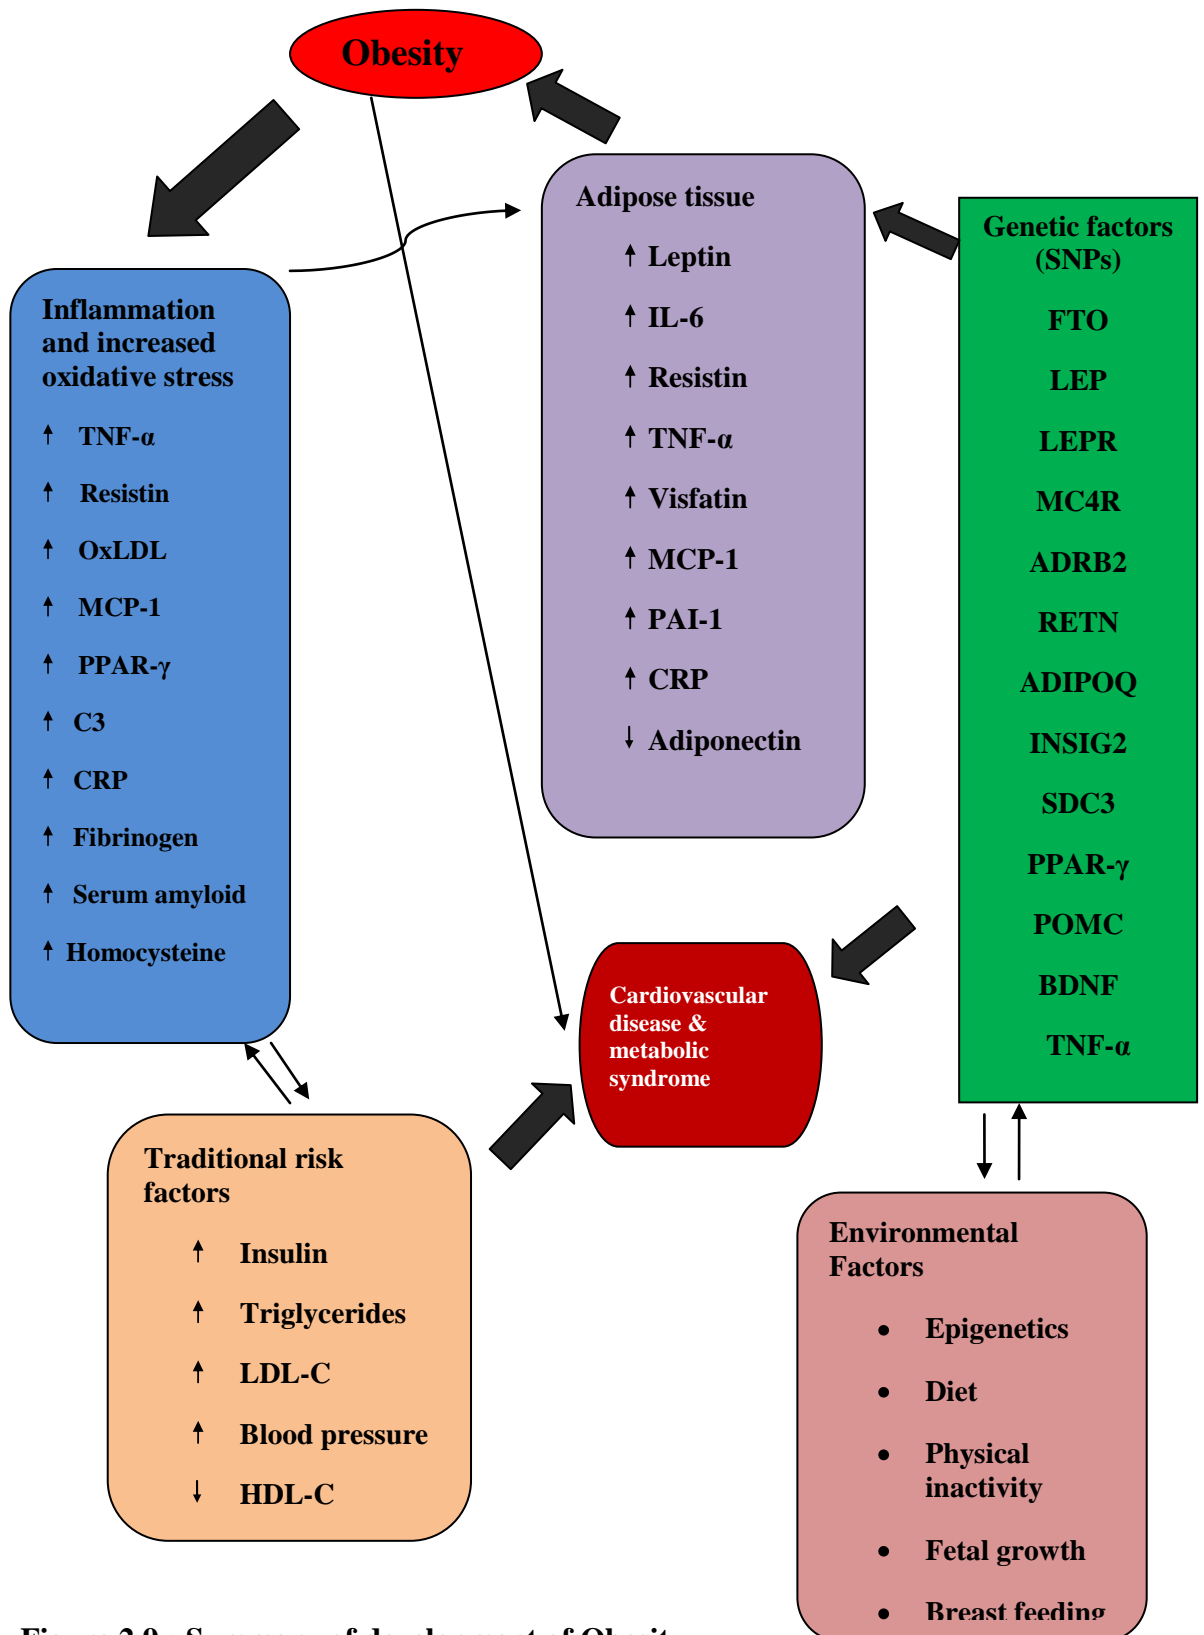 Obesity
Adipose tissue
↑ Leptin
↑ IL-6
↑ Resistin
↑ TNF-α
↑ Visfatin
↑ MCP-1
↑ PAI-1
↑ CRP
↓ Adiponectin
Genetic factors
(SNPs)
FTO
LEP
LEPR
MC4R
ADRB2
RETN
ADIPOQ
INSIG2
SDC3
PPAR-γ
POMC
BDNF
TNF-α
Inflammation
and increased
oxidative stress
↑ TNF-α
↑ Resistin
↑ OxLDL
↑ MCP-1
↑ PPAR-γ
↑ C3
↑ CRP
↑ Fibrinogen
↑ Serum amyloid
↑ Homocysteine
Cardiovascular
disease &
metabolic
syndrome
Traditional risk
factors
↑ Insulin
↑ Triglycerides
↑ LDL-C
↑ Blood pressure
↓ HDL-C
Environmental
Factors
• Epigenetics
• Diet
• Physical
inactivity
• Fetal growth
• Breast feeding